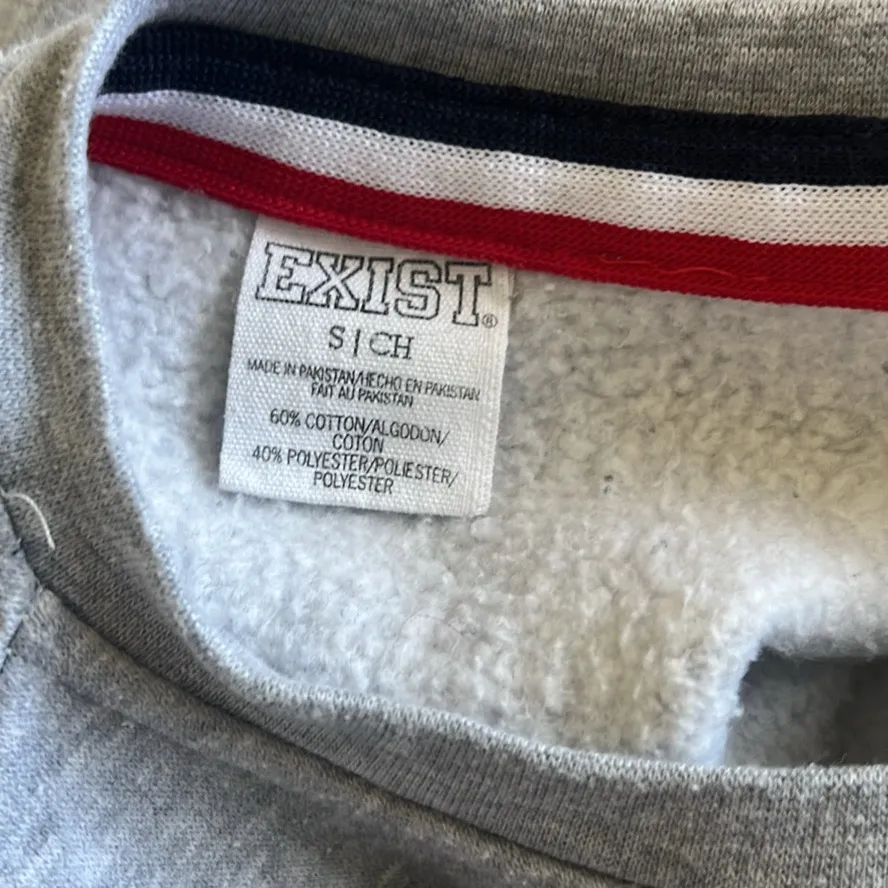 EXIST®
S | CH
MADE IN PAKISTAN/HECHO EN PAKISTAN
FAIT AU PAKISTAN
60% COTTON/ALGODON/
COTON
40% POLYESTER/POLIESTER/
POLYESTER